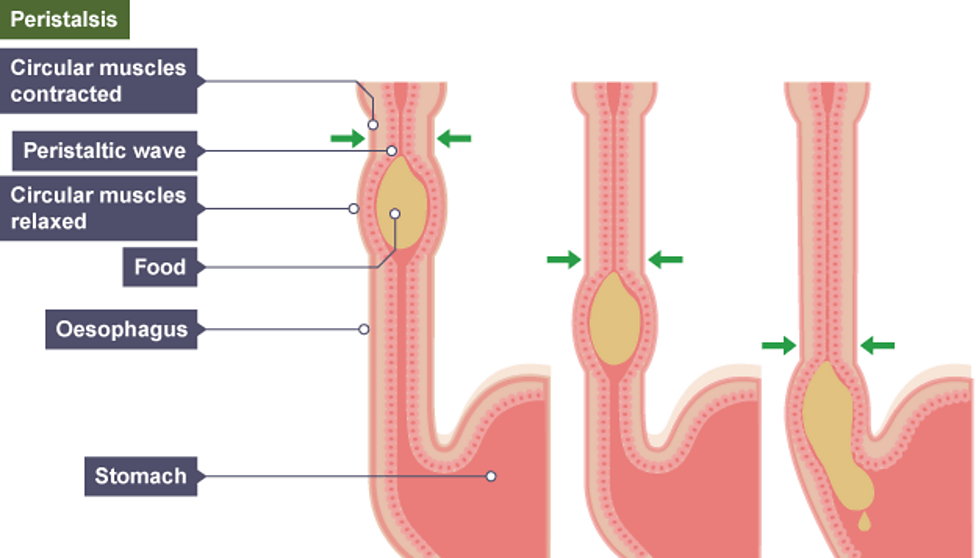 Peristalsis
Circular muscles
contracted
Peristaltic wave
Circular muscles
relaxed
Food
Oesophagus
Stomach